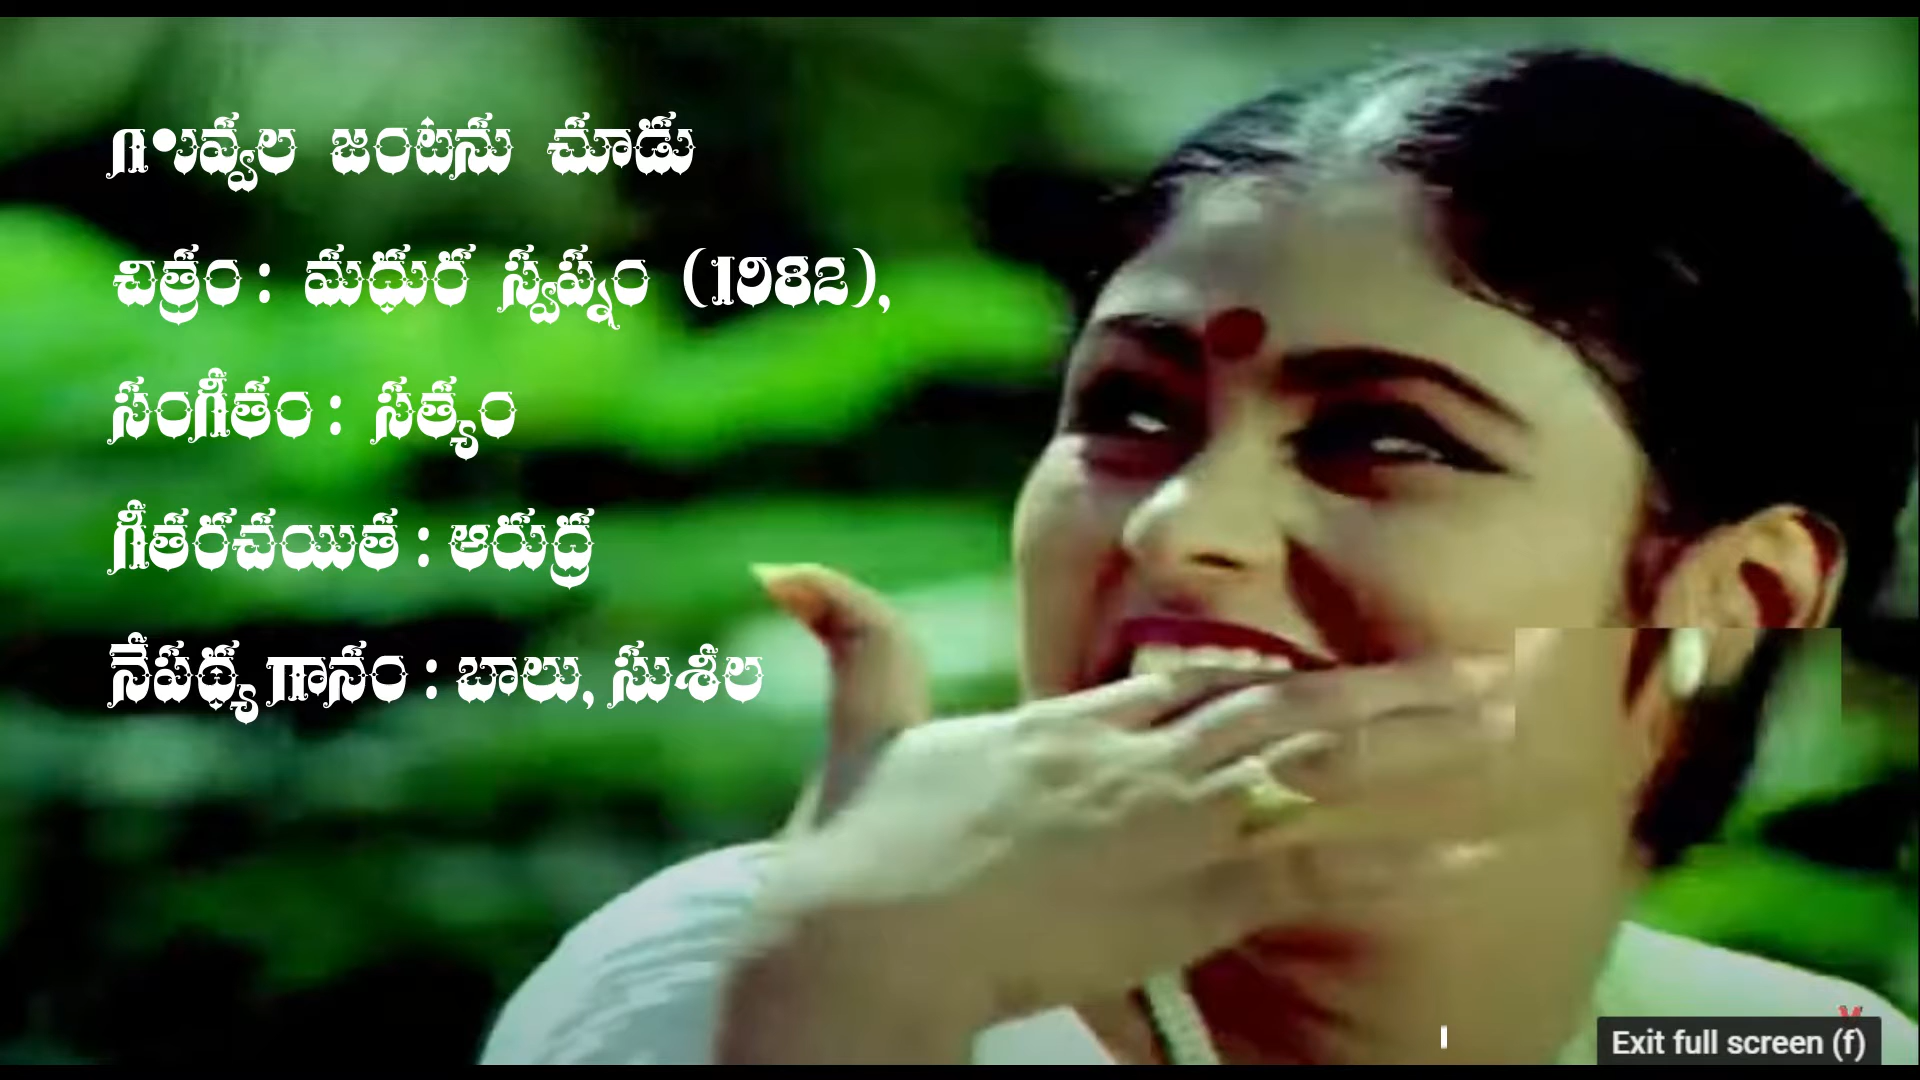 గువ్వల జంటను చూడు
చిత్రం : మధుర స్వప్నం (1982),
సంగీతం : సత్యం
గీతరచయిత : ఆరుద్ర
నేపథ్య గానం : బాలు, సుశీల
Exit full screen (f)